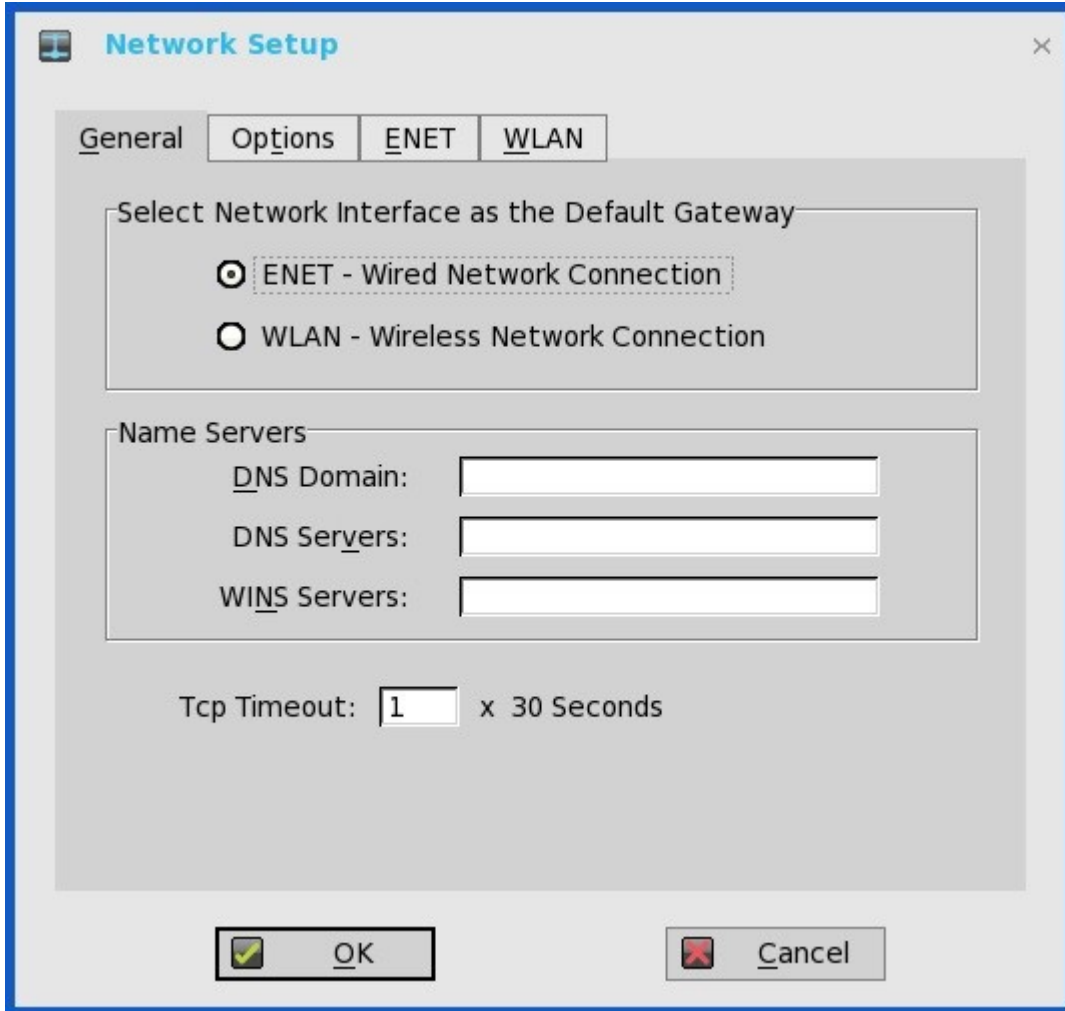 Network Setup
General Options ENET WLAN
Select Network Interface as the Default Gateway
ENET - Wired Network Connection
WLAN - Wireless Network Connection
Name Servers
DNS Domain:
DNS Servers:
WINS Servers:
Tcp Timeout: 1 x 30 Seconds
OK Cancel